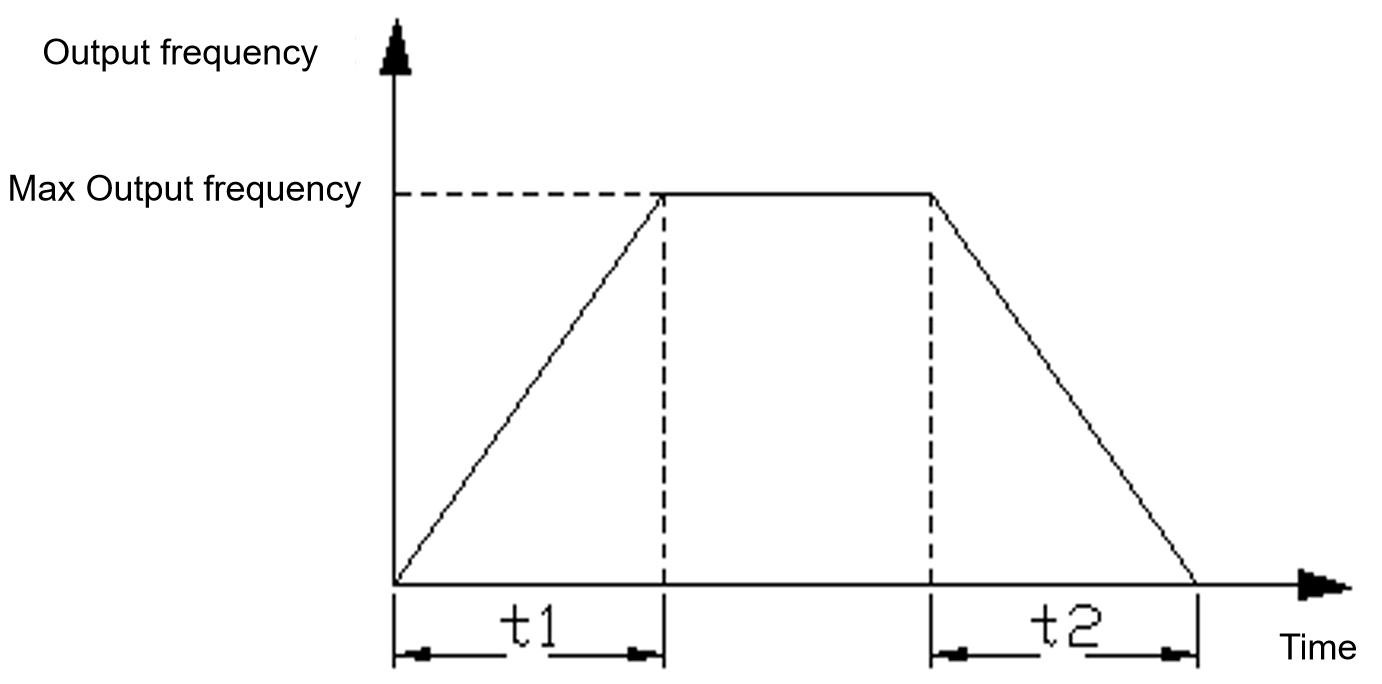 Output frequency
Max Output frequency
t1
t2
Time